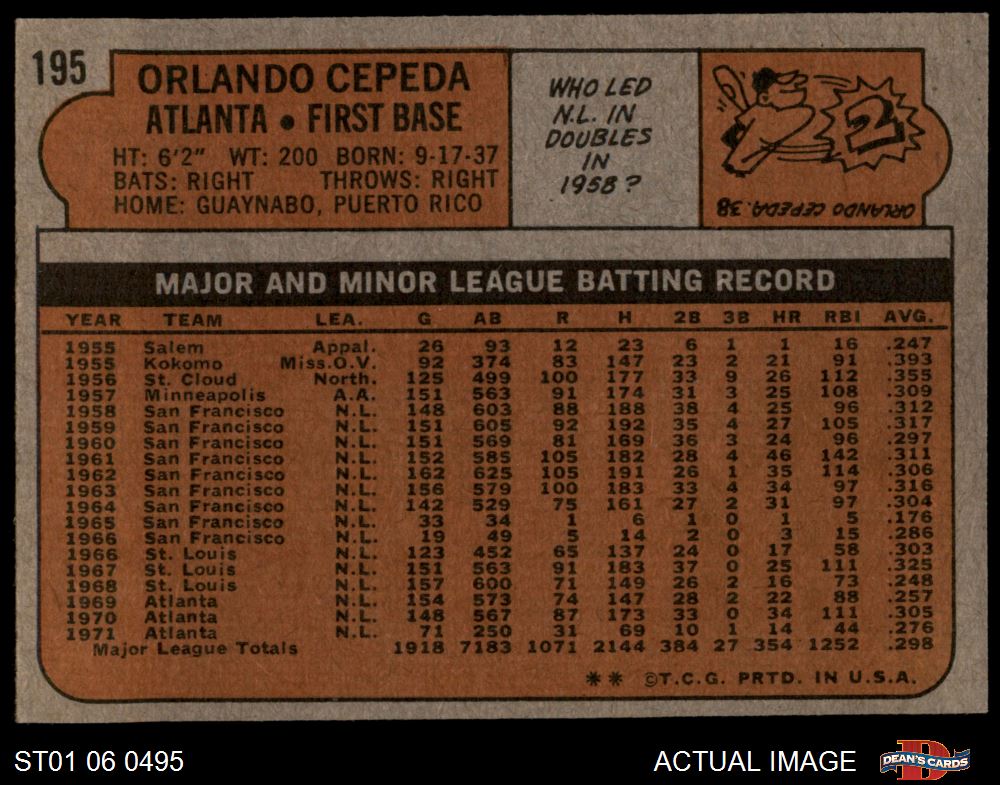 195
ORLANDO CEPEDA
ATLANTA • FIRST BASE
HT: 6'2" WT: 200 BORN: 9-17-37
BATS: RIGHT THROWS: RIGHT
HOME: GUAYNABO, PUERTO RICO
WHO LED
N.L. IN
DOUBLES
IN
1958?
2
ORLANDO CEPEDA. 38
MAJOR AND MINOR LEAGUE BATTING RECORD
YEAR TEAM LEA. G AB R H 2B 3B HR RBI AVG.
1955 Salem Appal. 26 93 12 23 6 1 1 16 .247
1955 Kokomo Miss.O.V. 92 374 83 147 23 2 21 91 .393
1956 St. Cloud North. 125 499 100 177 33 9 26 112 .355
1957 Minneapolis A.A. 151 563 91 174 31 3 25 108 .309
1958 San Francisco N.L. 148 603 88 188 38 4 25 96 .312
1959 San Francisco N.L. 151 605 92 192 35 4 27 105 .317
1960 San Francisco N.L. 151 569 81 169 36 3 24 96 .297
1961 San Francisco N.L. 152 585 105 182 28 4 46 142 .311
1962 San Francisco N.L. 162 625 105 191 26 1 35 114 .306
1963 San Francisco N.L. 156 579 100 183 33 4 34 97 .316
1964 San Francisco N.L. 142 529 75 161 27 2 31 97 .304
1965 San Francisco N.L. 33 34 1 6 1 0 1 5 .176
1966 San Francisco N.L. 19 49 5 14 2 0 3 15 .286
1966 St. Louis N.L. 123 452 65 137 24 0 17 58 .303
1967 St. Louis N.L. 151 563 91 183 37 0 25 111 .325
1968 St. Louis N.L. 157 600 71 149 26 2 16 73 .248
1969 Atlanta N.L. 154 573 74 147 28 2 22 88 .257
1970 Atlanta N.L. 148 567 87 173 33 0 34 111 .305
1971 Atlanta N.L. 71 250 31 69 10 1 14 44 .276
Major League Totals 1918 7183 1071 2144 384 27 354 1252 .298
** ©T.C.G. PRTD. IN U.S.A.
ST01 06 0495
ACTUAL IMAGE
D
DEAN'S CARDS